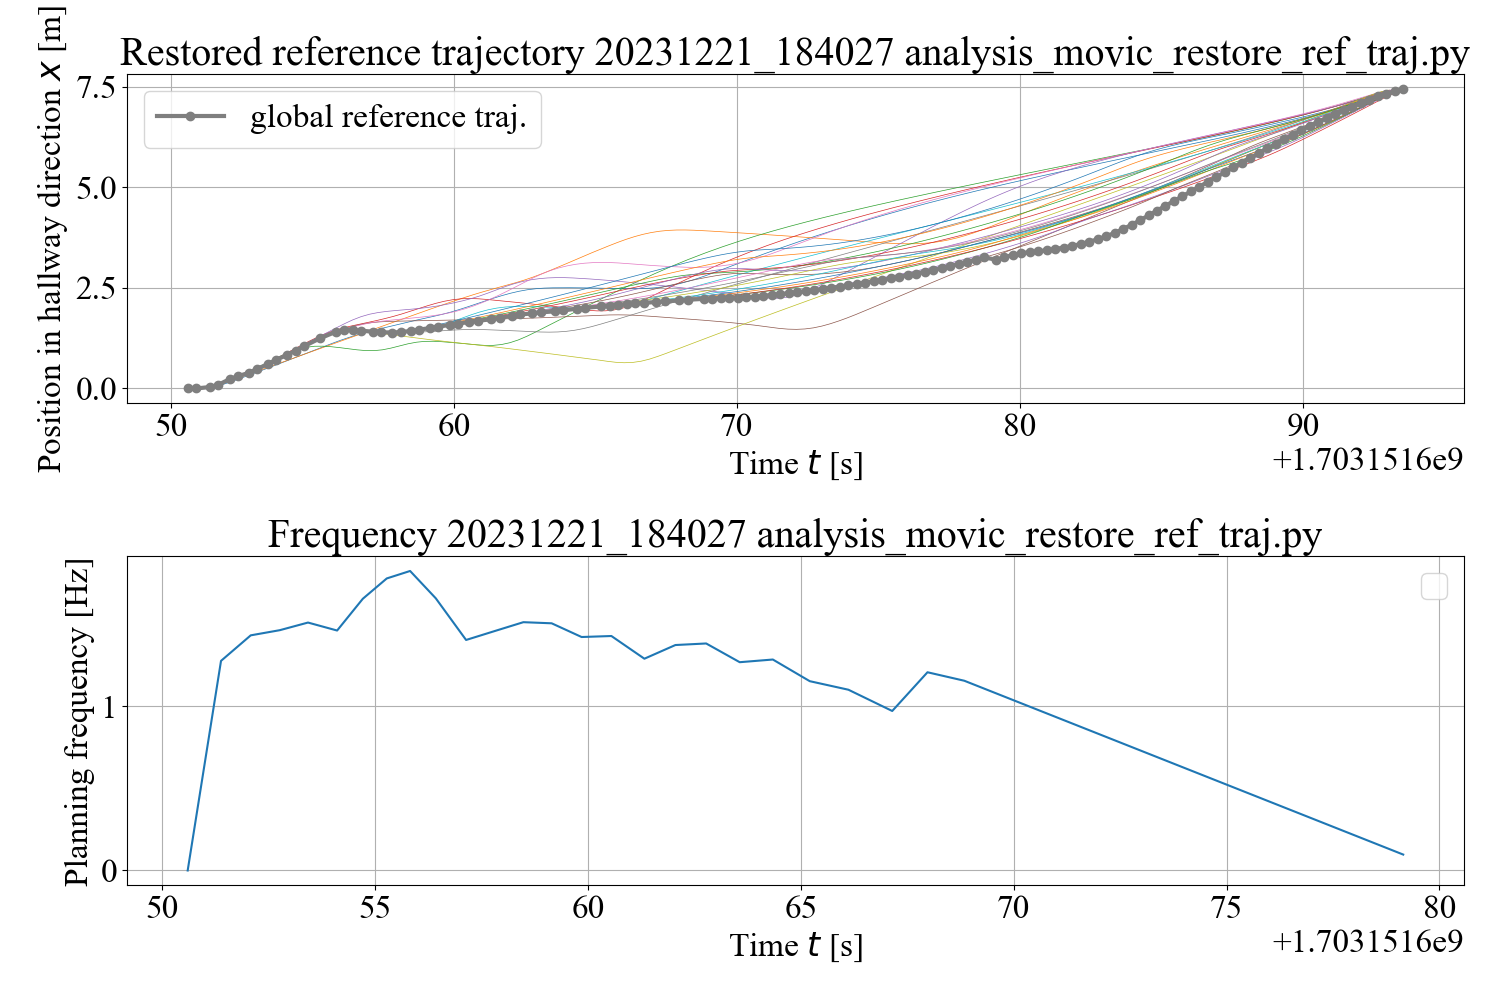 Restored reference trajectory 20231221_184027 analysis_movic_restore_ref_traj.py
Position in hallway direction x [m]
7.5
5.0
2.5
0.0
global reference traj.
50 60 70 80 90
Time t [s]
+1.7031516e9
Frequency 20231221_184027 analysis_movic_restore_ref_traj.py
Planning frequency [Hz]
1
0
50 55 60 65 70 75 80
Time t [s]
+1.7031516e9